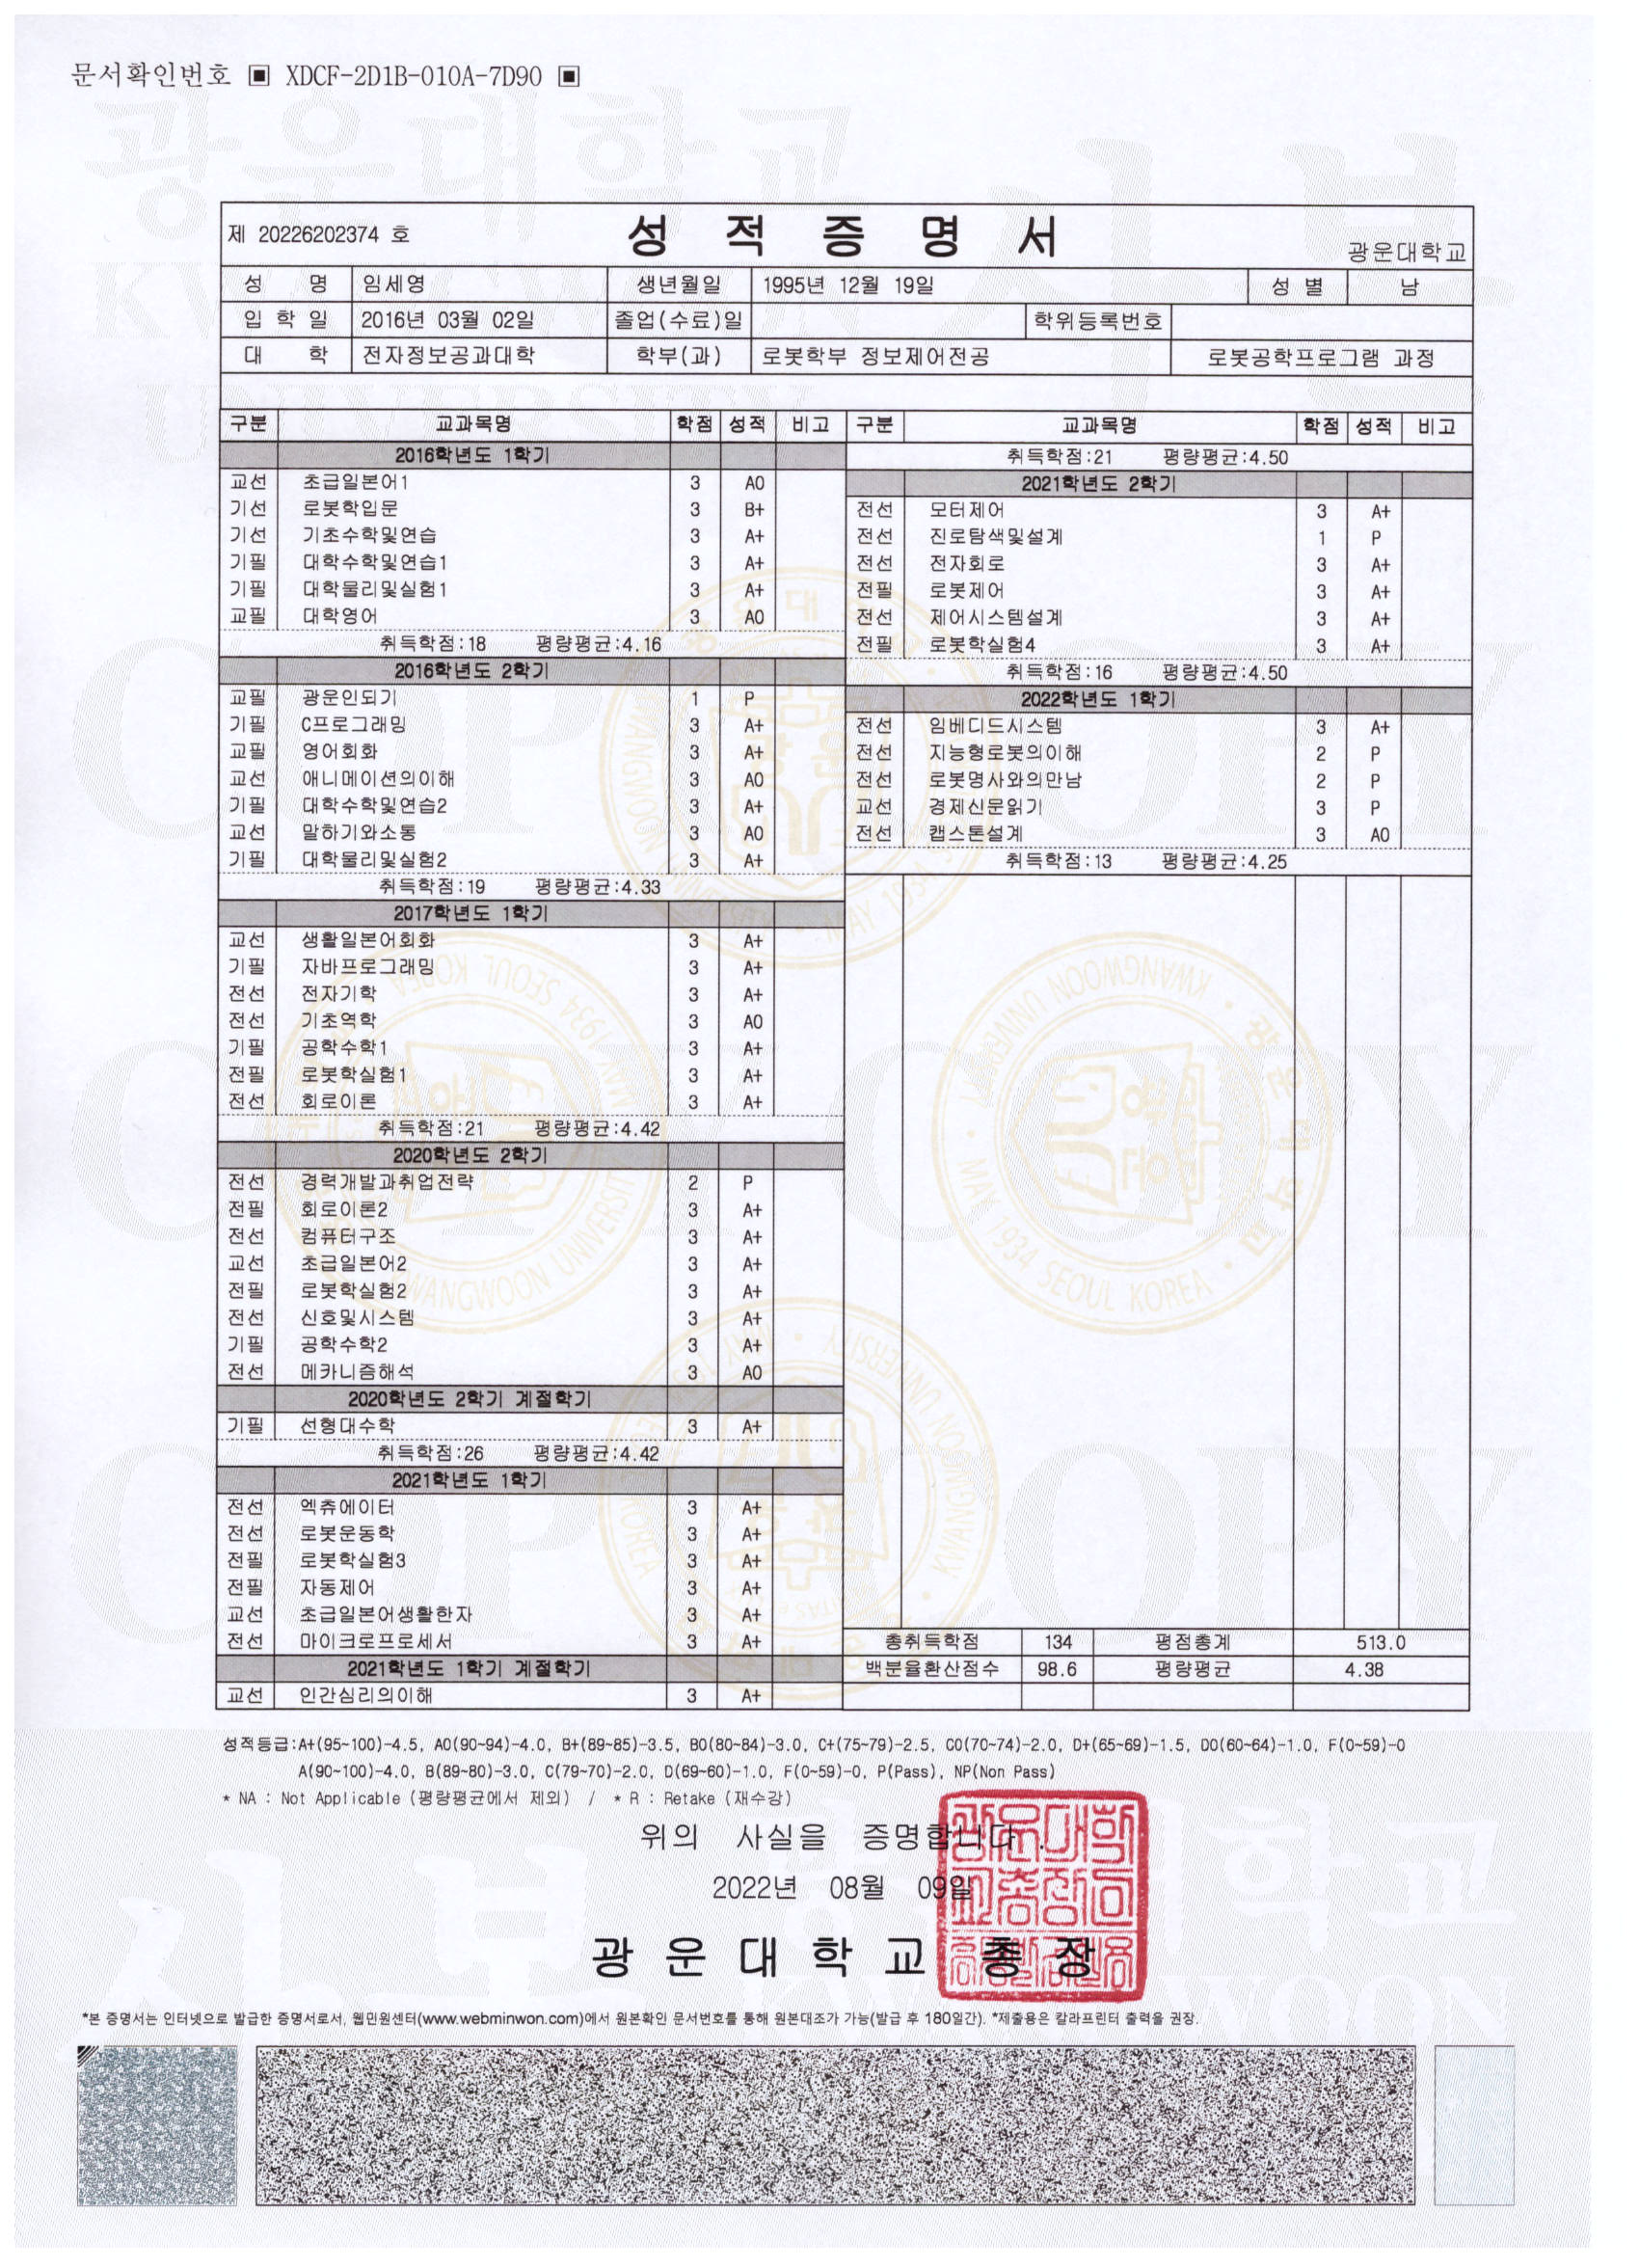 문서확인번호 ▣ XDCF-2D1B-010A-7D90 ▣
제 20226202374 호 성 적 증 명 서 광운대학교
성 명 임세영 생년월일 1995년 12월 19일 성 별 남
입 학 일 2016년 03월 02일 졸업(수료)일 학위등록번호
대 학 전자정보공과대학 학부(과) 로봇학부 정보제어전공 로봇공학프로그램 과정
구분 교과목명 학점 성적 비고
2016학년도 1학기
교선 초급일본어1 3 A0
기선 로봇학입문 3 B+
기선 기초수학및연습 3 A+
기필 대학수학및연습1 3 A+
기필 대학물리및실험1 3 A+
교필 대학영어 3 A0
취득학점:18 평량평균:4.16
2016학년도 2학기
교필 광운인되기 1 P
기필 C프로그래밍 3 A+
교필 영어회화 3 A+
교선 애니메이션의이해 3 A0
기필 대학수학및연습2 3 A+
교선 말하기와소통 3 A0
기필 대학물리및실험2 3 A+
취득학점:19 평량평균:4.33
2017학년도 1학기
교선 생활일본어회화 3 A+
기필 자바프로그래밍 3 A+
전선 전자기학 3 A+
전선 기초역학 3 A0
기필 공학수학1 3 A+
전필 로봇학실험1 3 A+
전선 회로이론 3 A+
취득학점:21 평량평균:4.42
2020학년도 2학기
전선 경력개발과취업전략 2 P
전필 회로이론2 3 A+
전선 컴퓨터구조 3 A+
교선 초급일본어2 3 A+
전필 로봇학실험2 3 A+
전선 신호및시스템 3 A+
기필 공학수학2 3 A+
전선 메카니즘해석 3 A0
2020학년도 2학기 계절학기
기필 선형대수학 3 A+
취득학점:26 평량평균:4.42
2021학년도 1학기
전선 엑츄에이터 3 A+
전선 로봇운동학 3 A+
전필 로봇학실험3 3 A+
전필 자동제어 3 A+
교선 초급일본어생활한자 3 A+
전선 마이크로프로세서 3 A+
2021학년도 1학기 계절학기
교선 인간심리의이해 3 A+
구분 교과목명 학점 성적 비고
취득학점:21 평량평균:4.50
2021학년도 2학기
전선 모터제어 3 A+
전선 진로탐색및설계 1 P
전선 전자회로 3 A+
전필 로봇제어 3 A+
전선 제어시스템설계 3 A+
전필 로봇학실험4 3 A+
취득학점:16 평량평균:4.50
2022학년도 1학기
전선 임베디드시스템 3 A+
전선 지능형로봇의이해 2 P
전선 로봇명사와의만남 2 P
교선 경제신문읽기 3 P
전선 캡스톤설계 3 A0
취득학점:13 평량평균:4.25
총취득학점 134 평점총계 513.0
백분율환산점수 98.6 평량평균 4.38
성적등급:A+(95~100)-4.5, A0(90~94)-4.0, B+(89~85)-3.5, B0(80~84)-3.0, C+(75~79)-2.5, C0(70~74)-2.0, D+(65~69)-1.5, D0(60~64)-1.0, F(0~59)-0
A(90~100)-4.0, B(89~80)-3.0, C(79~70)-2.0, D(69~60)-1.0, F(0~59)-0, P(Pass), NP(Non Pass)
* NA : Not Applicable (평량평균에서 제외) / * R : Retake (재수강)
위의 사실을 증명합니다.
2022년 08월 09일
광 운 대 학 교 총 장
*본 증명서는 인터넷으로 발급한 증명서로서, 웹민원센터(www.webminwon.com)에서 원본확인 문서번호를 통해 원본대조가 가능(발급 후 180일간). *제출용은 칼라프린터 출력을 권장.